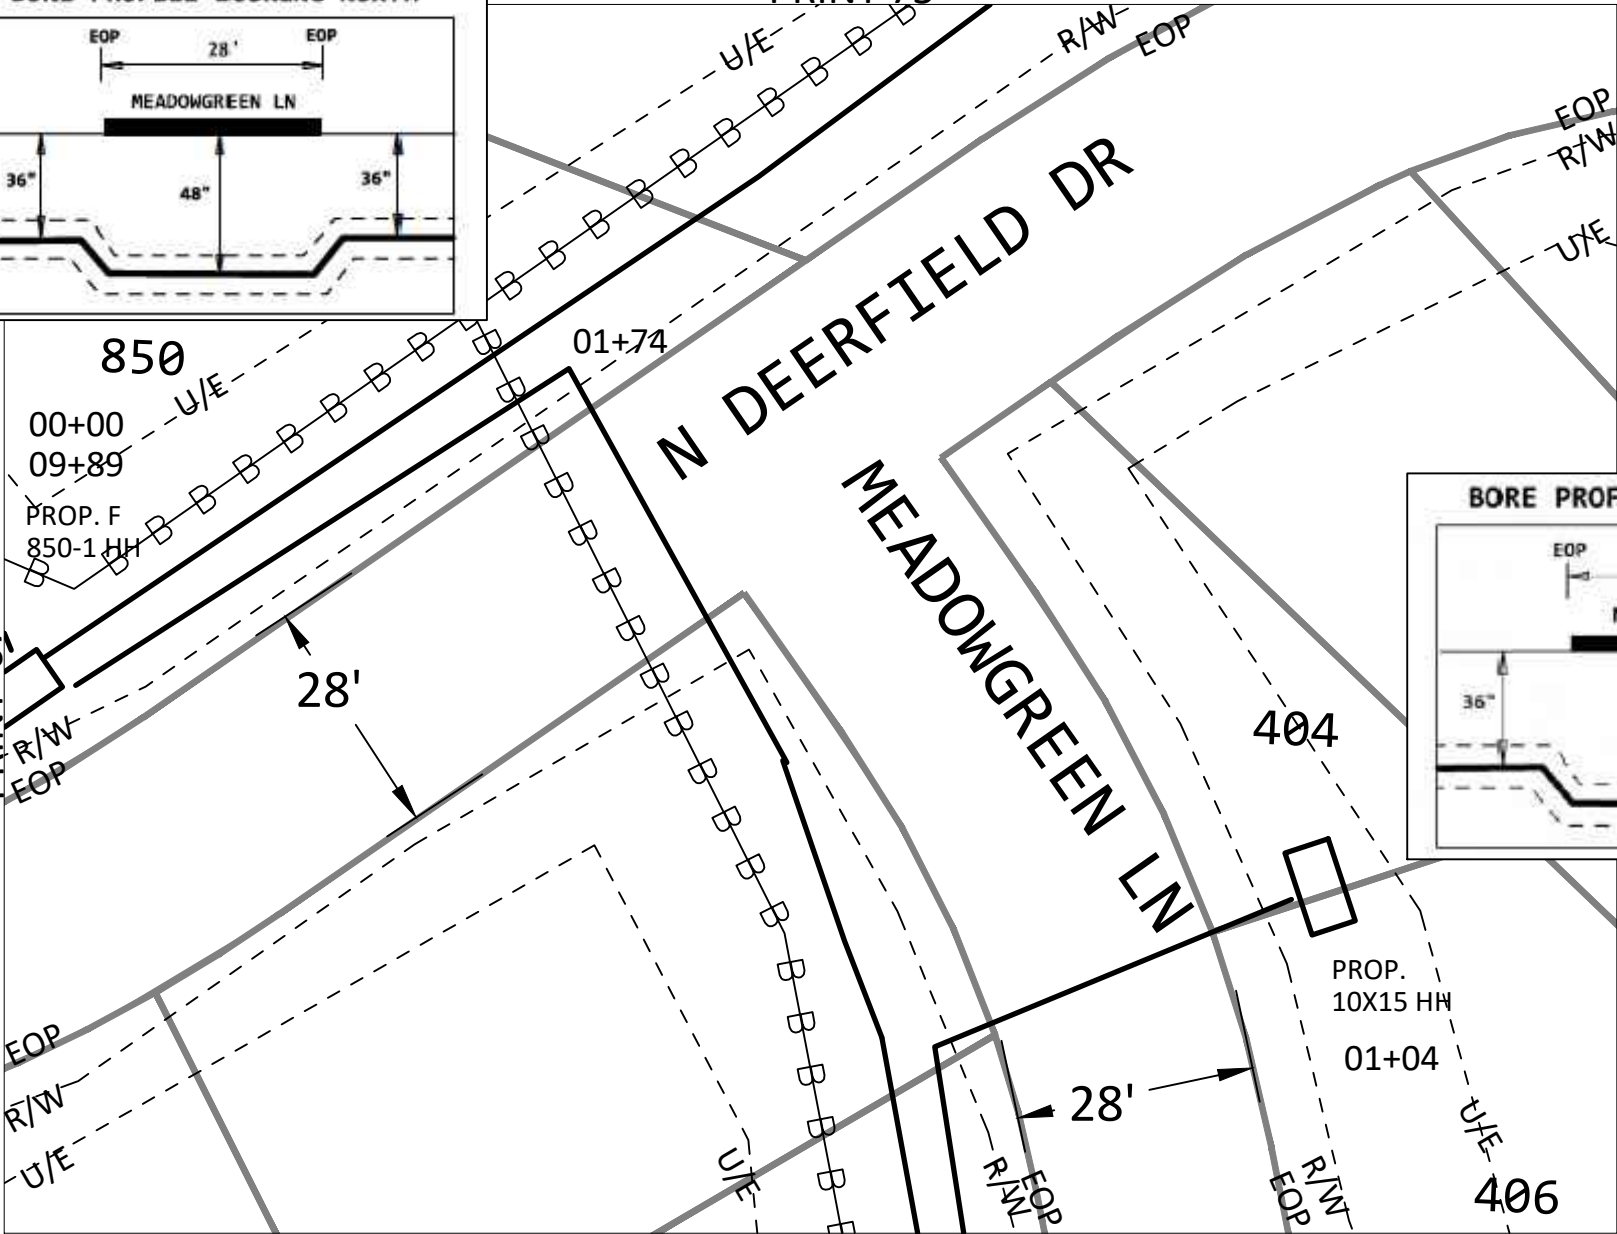 EOP
EOP
28'
MEADOWGREEN LN
36"
48"
36"
U/E
R/W
EOP
EOP
R/W
U/E
N DEERFIELD DR
850
U/E
01+74
00+00
09+89
PROP. F
850-1 HH
B
MEADOWGREEN LN
BORE PROF
EOP
36"
28'
R/W
EOP
404
PROP.
10X15 HH
01+04
EOP
R/W
U/E
28'
U/E
R/W
EOP
EOP
R/W
U/E
406